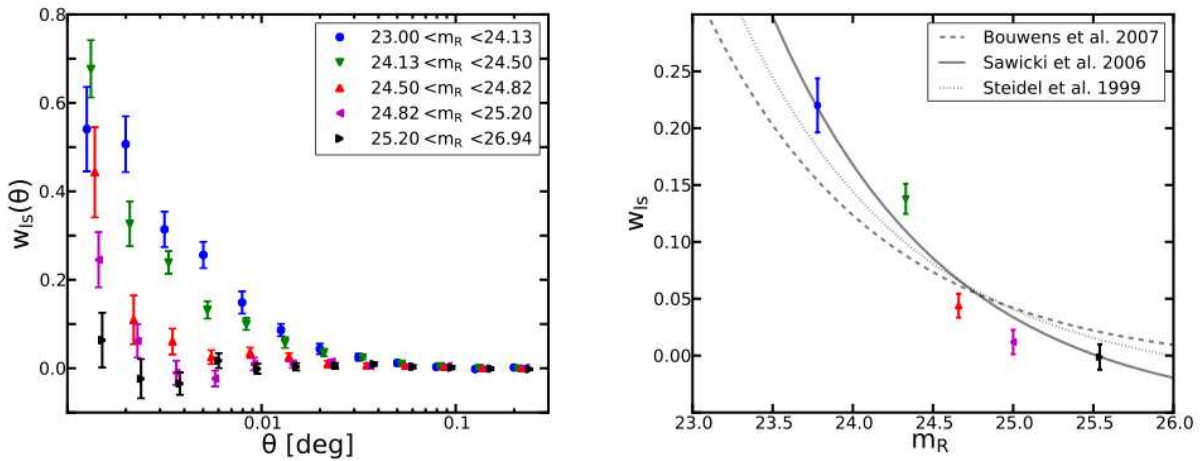 0.8
0.6
0.4
0.2
0.0
w_ls(θ)
0.01
0.1
θ [deg]
23.00 <m_R <24.13
24.13 <m_R <24.50
24.50 <m_R <24.82
24.82 <m_R <25.20
25.20 <m_R <26.94
0.25
0.20
0.15
0.10
0.05
0.00
w_ls
23.0
23.5
24.0
24.5
25.0
25.5
26.0
m_R
Bouwens et al. 2007
Sawicki et al. 2006
Steidel et al. 1999